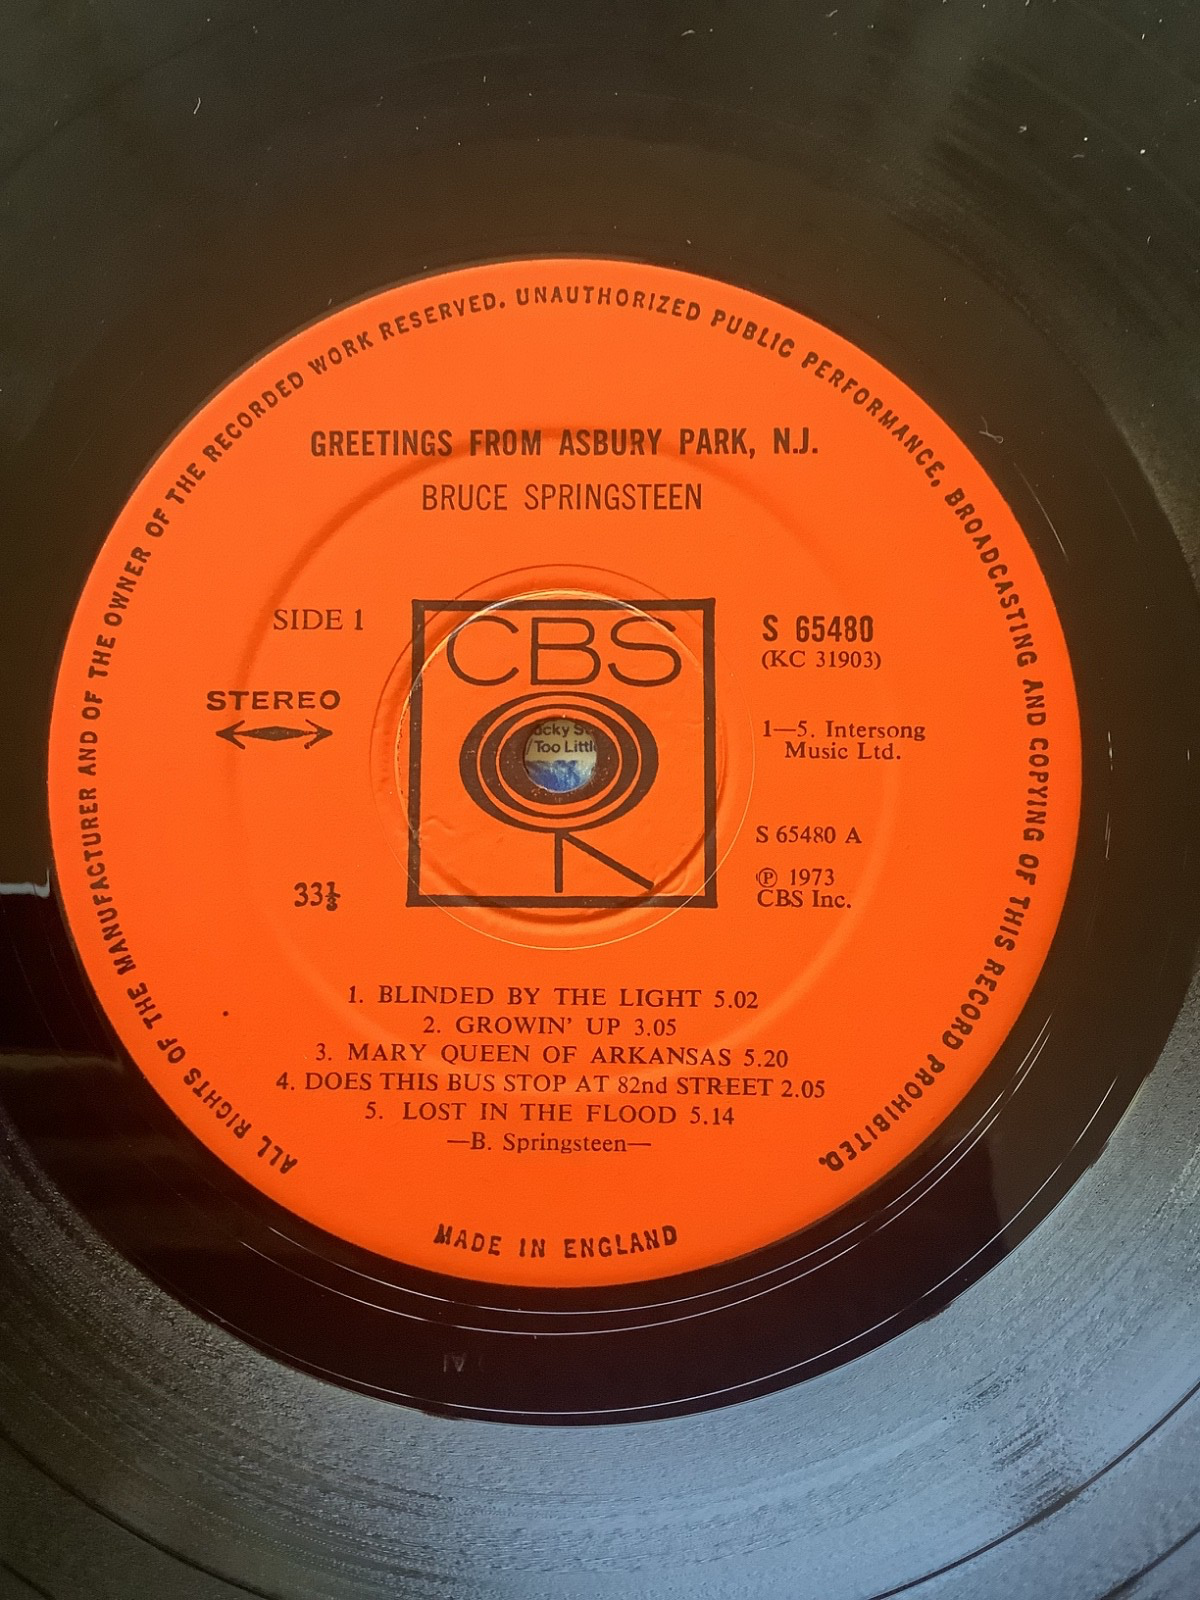 ALL RIGHTS OF THE MANUFACTURER AND OF THE OWNER OF THE RECORDED WORK RESERVED. UNAUTHORIZED PUBLIC PERFORMANCE, BROADCASTING AND COPYING OF THIS RECORD PROHIBITED.
GREETINGS FROM ASBURY PARK, N.J.
BRUCE SPRINGSTEEN
SIDE 1
STEREO
33⅓
CBS
S 65480
(KC 31903)
1—5. Intersong
Music Ltd.
S 65480 A
Ⓟ 1973
CBS Inc.
Too Littl
1. BLINDED BY THE LIGHT 5.02
2. GROWIN' UP 3.05
3. MARY QUEEN OF ARKANSAS 5.20
4. DOES THIS BUS STOP AT 82nd STREET 2.05
5. LOST IN THE FLOOD 5.14
—B. Springsteen—
MADE IN ENGLAND